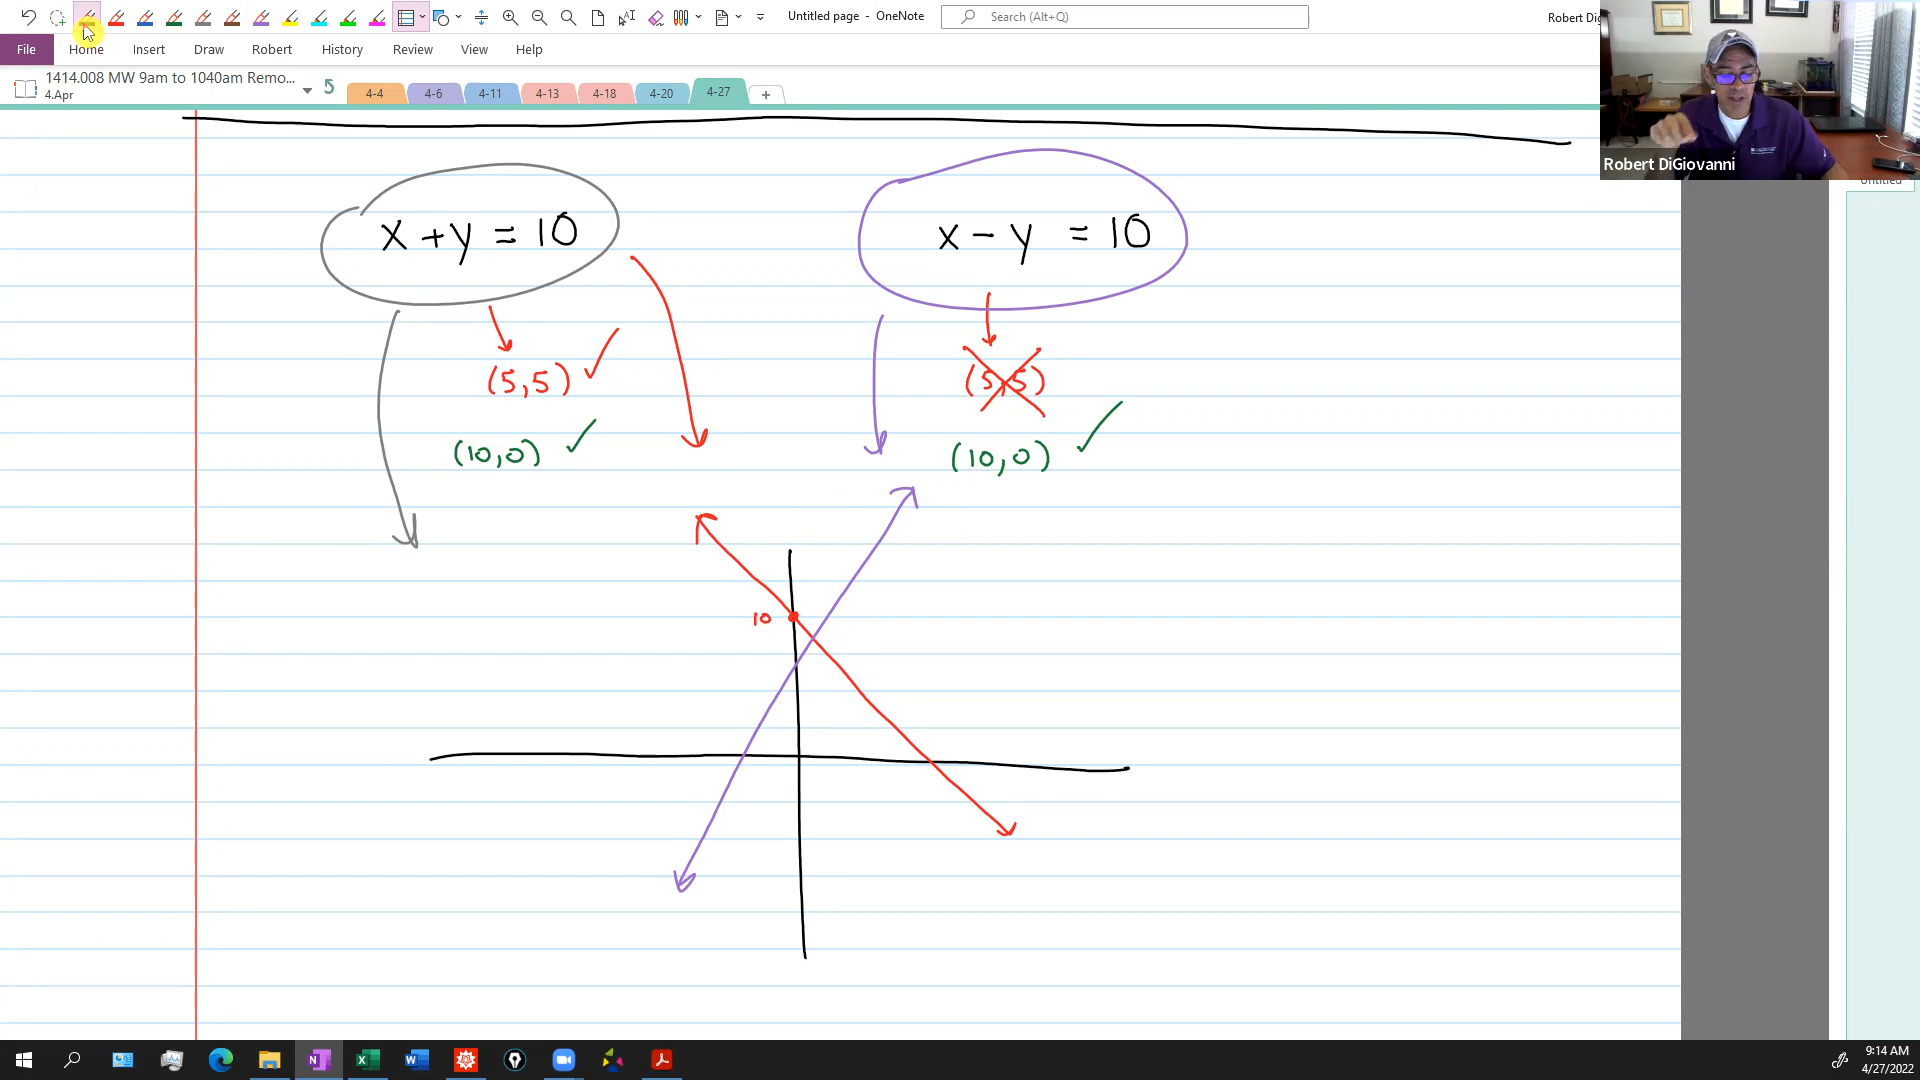 Untitled page - OneNote
Search (Alt+Q)
File
Home
Insert
Draw
Robert
History
Review
View
Help
1414.008 MW 9am to 1040am Remo...
4.Apr
4-4
4-6
4-11
4-13
4-18
4-20
4-27
Robert DiGiovanni
x + y = 10
x - y = 10
(5,5) ✓
(5,5)
(10,0) ✓
(10,0) ✓
10
9:14 AM
4/27/2022